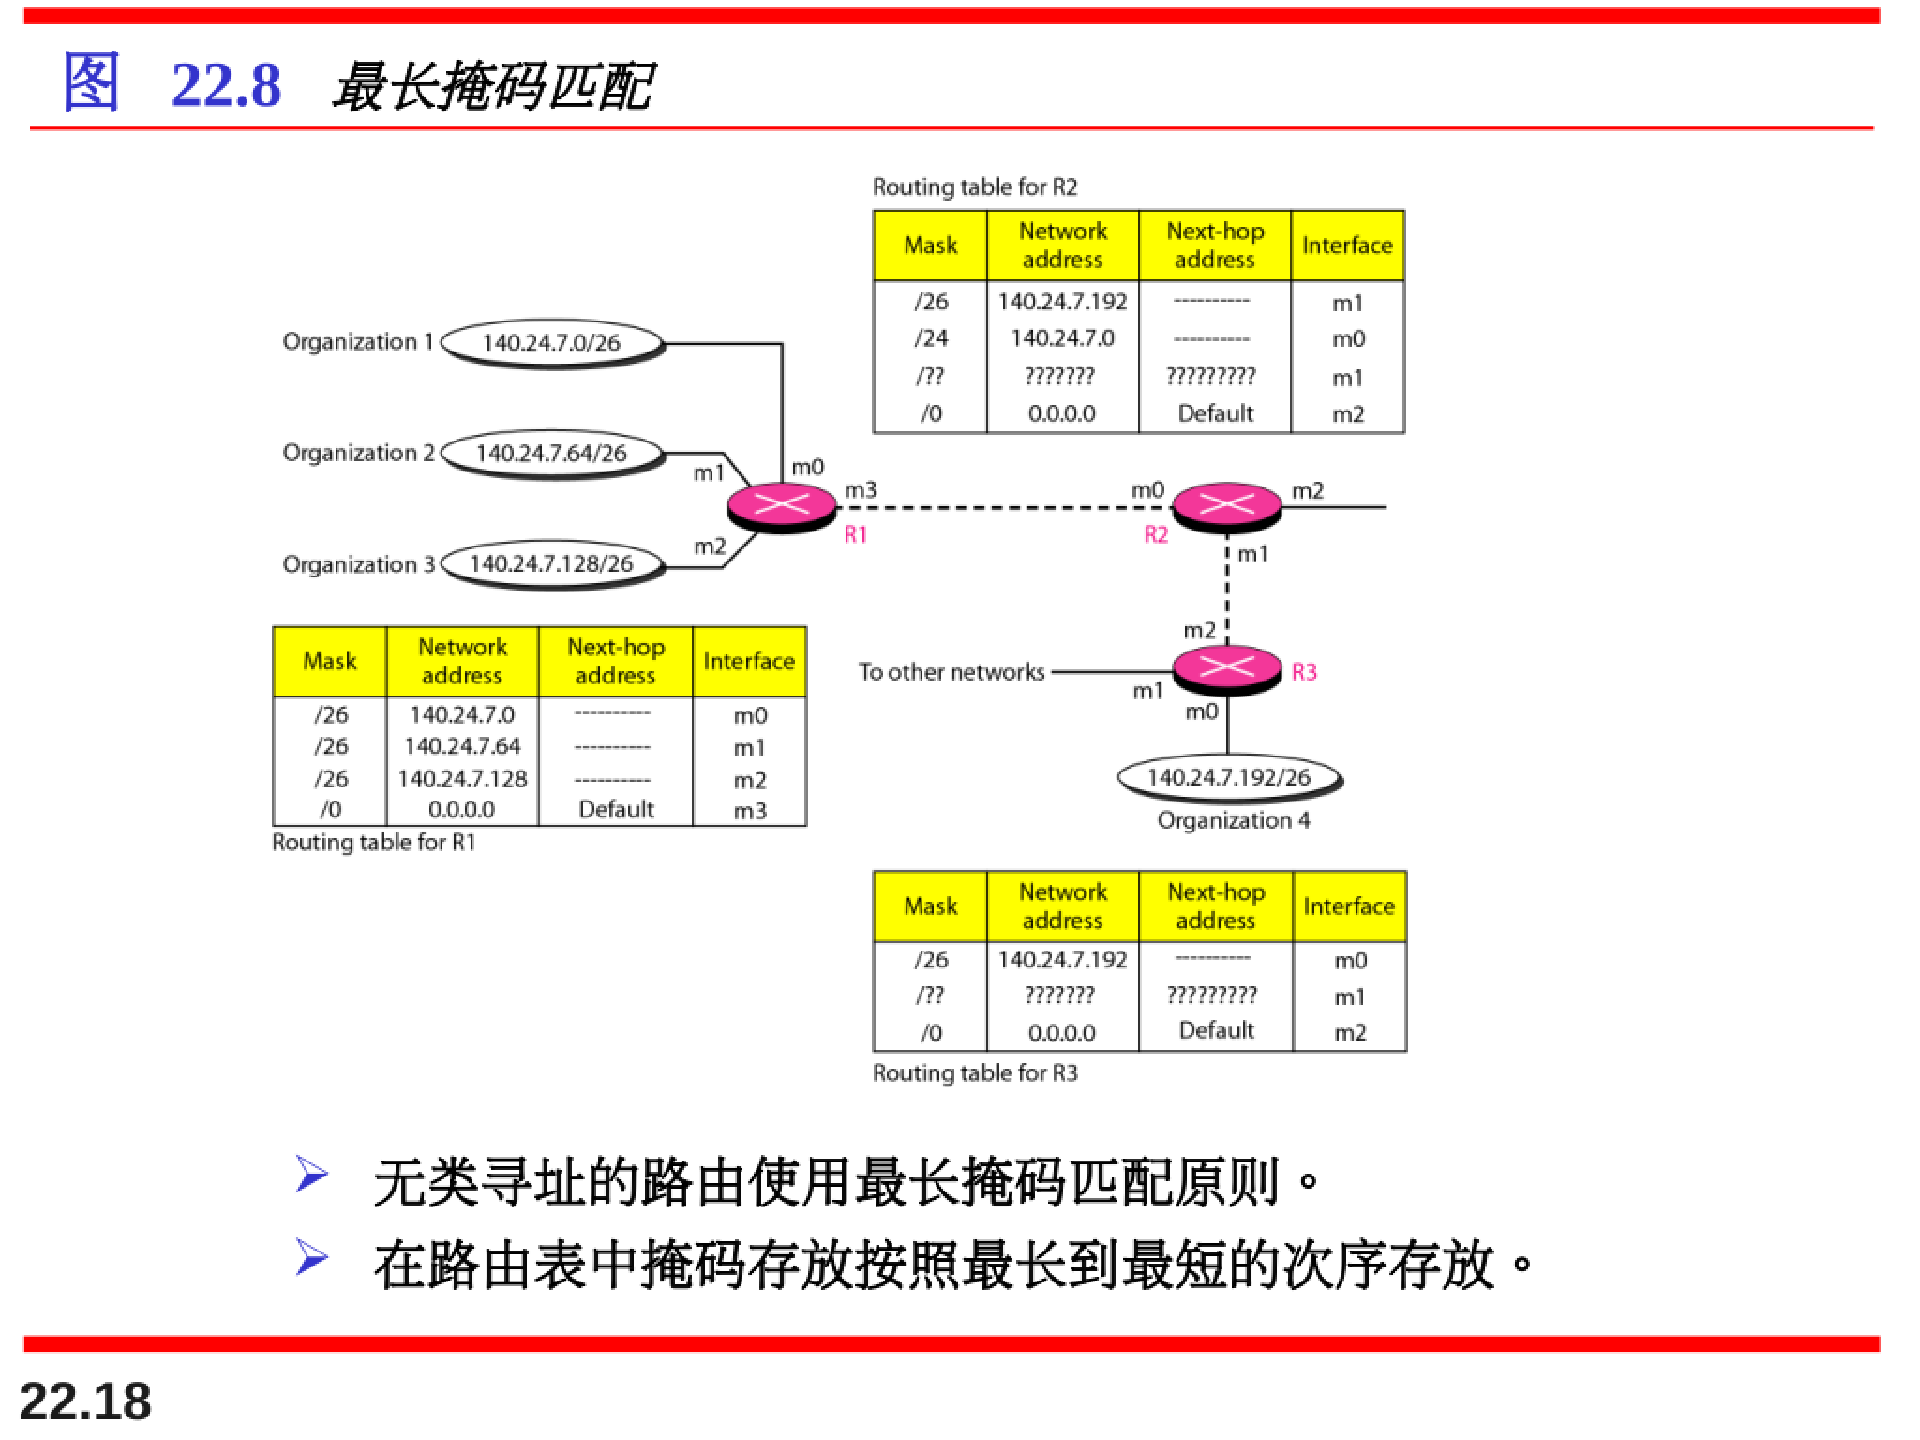 图 22.8 最长掩码匹配
Routing table for R2
Mask Network address Next-hop address Interface
/26 140.24.7.192 ---------- m1
/24 140.24.7.0 ---------- m0
/?? ??????? ????????? m1
/0 0.0.0.0 Default m2
Organization 1 140.24.7.0/26
Organization 2 140.24.7.64/26
m1 m0
m3 m0 m2
R1 R2
m2 m1
Organization 3 140.24.7.128/26
m2
To other networks R3
m1
m0
140.24.7.192/26
Organization 4
Mask Network address Next-hop address Interface
/26 140.24.7.0 ---------- m0
/26 140.24.7.64 ---------- m1
/26 140.24.7.128 ---------- m2
/0 0.0.0.0 Default m3
Routing table for R1
Mask Network address Next-hop address Interface
/26 140.24.7.192 ---------- m0
/?? ??????? ????????? m1
/0 0.0.0.0 Default m2
Routing table for R3
无类寻址的路由使用最长掩码匹配原则。
在路由表中掩码存放按照最长到最短的次序存放。
22.18